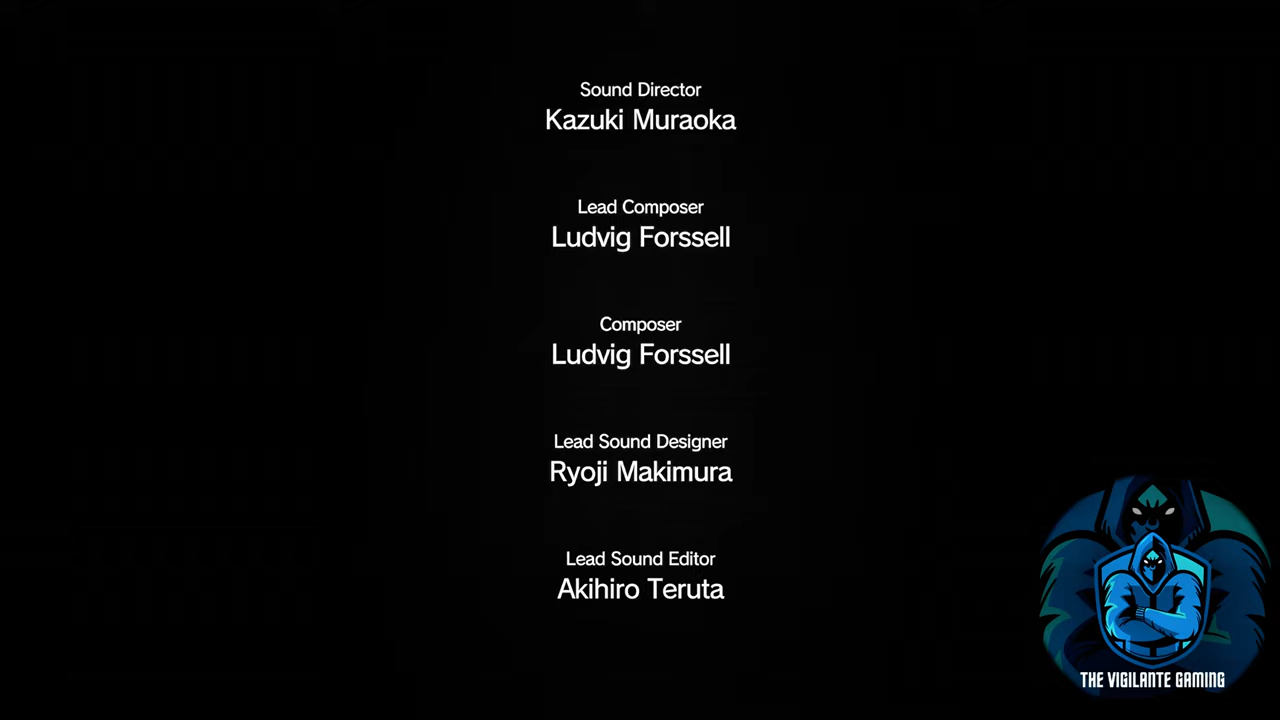 Sound Director
Kazuki Muraoka
Lead Composer
Ludvig Forssell
Composer
Ludvig Forssell
Lead Sound Designer
Ryoji Makimura
Lead Sound Editor
Akihiro Teruta
THE VIGILANTE GAMING